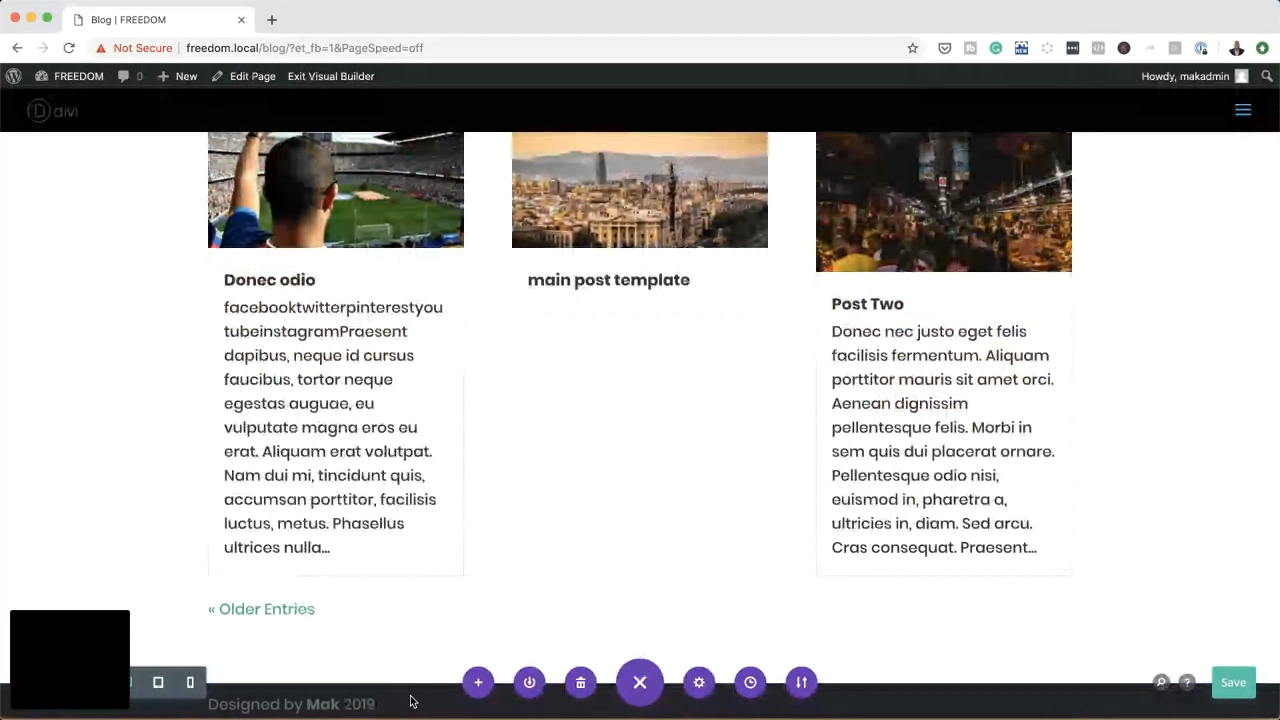 Blog | FREEDOM
Not Secure
freedom.local/blog/?et_fb=1&PageSpeed=off
FREEDOM
0
New
Edit Page
Exit Visual Builder
Howdy, makadmin
divi
Donec odio
facebooktwitterpinterestyou
tubeinstagramPraesent
dapibus, neque id cursus
faucibus, tortor neque
egestas auguae, eu
vulputate magna eros eu
erat. Aliquam erat volutpat.
Nam dui mi, tincidunt quis,
accumsan porttitor, facilisis
luctus, metus. Phasellus
ultrices nulla...
main post template
Post Two
Donec nec justo eget felis
facilisis fermentum. Aliquam
porttitor mauris sit amet orci.
Aenean dignissim
pellentesque felis. Morbi in
sem quis dui placerat ornare.
Pellentesque odio nisi,
euismod in, pharetra a,
ultricies in, diam. Sed arcu.
Cras consequat. Praesent...
« Older Entries
Save
Designed by Mak 2019